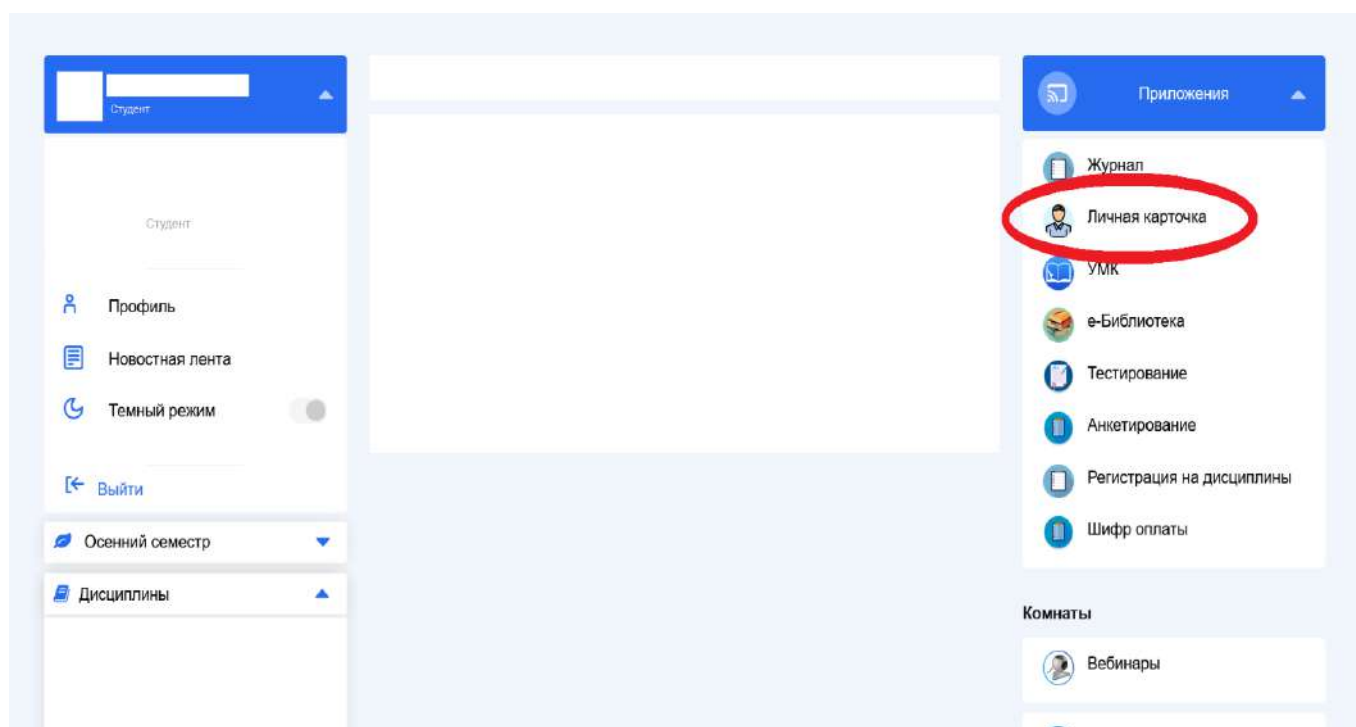 Студент
Студент
Профиль
Новостная лента
Темный режим
Выйти
Осенний семестр
Дисциплины
Приложения
Журнал
Личная карточка
УМК
е-Библиотека
Тестирование
Анкетирование
Регистрация на дисциплины
Шифр оплаты
Комнаты
Вебинары